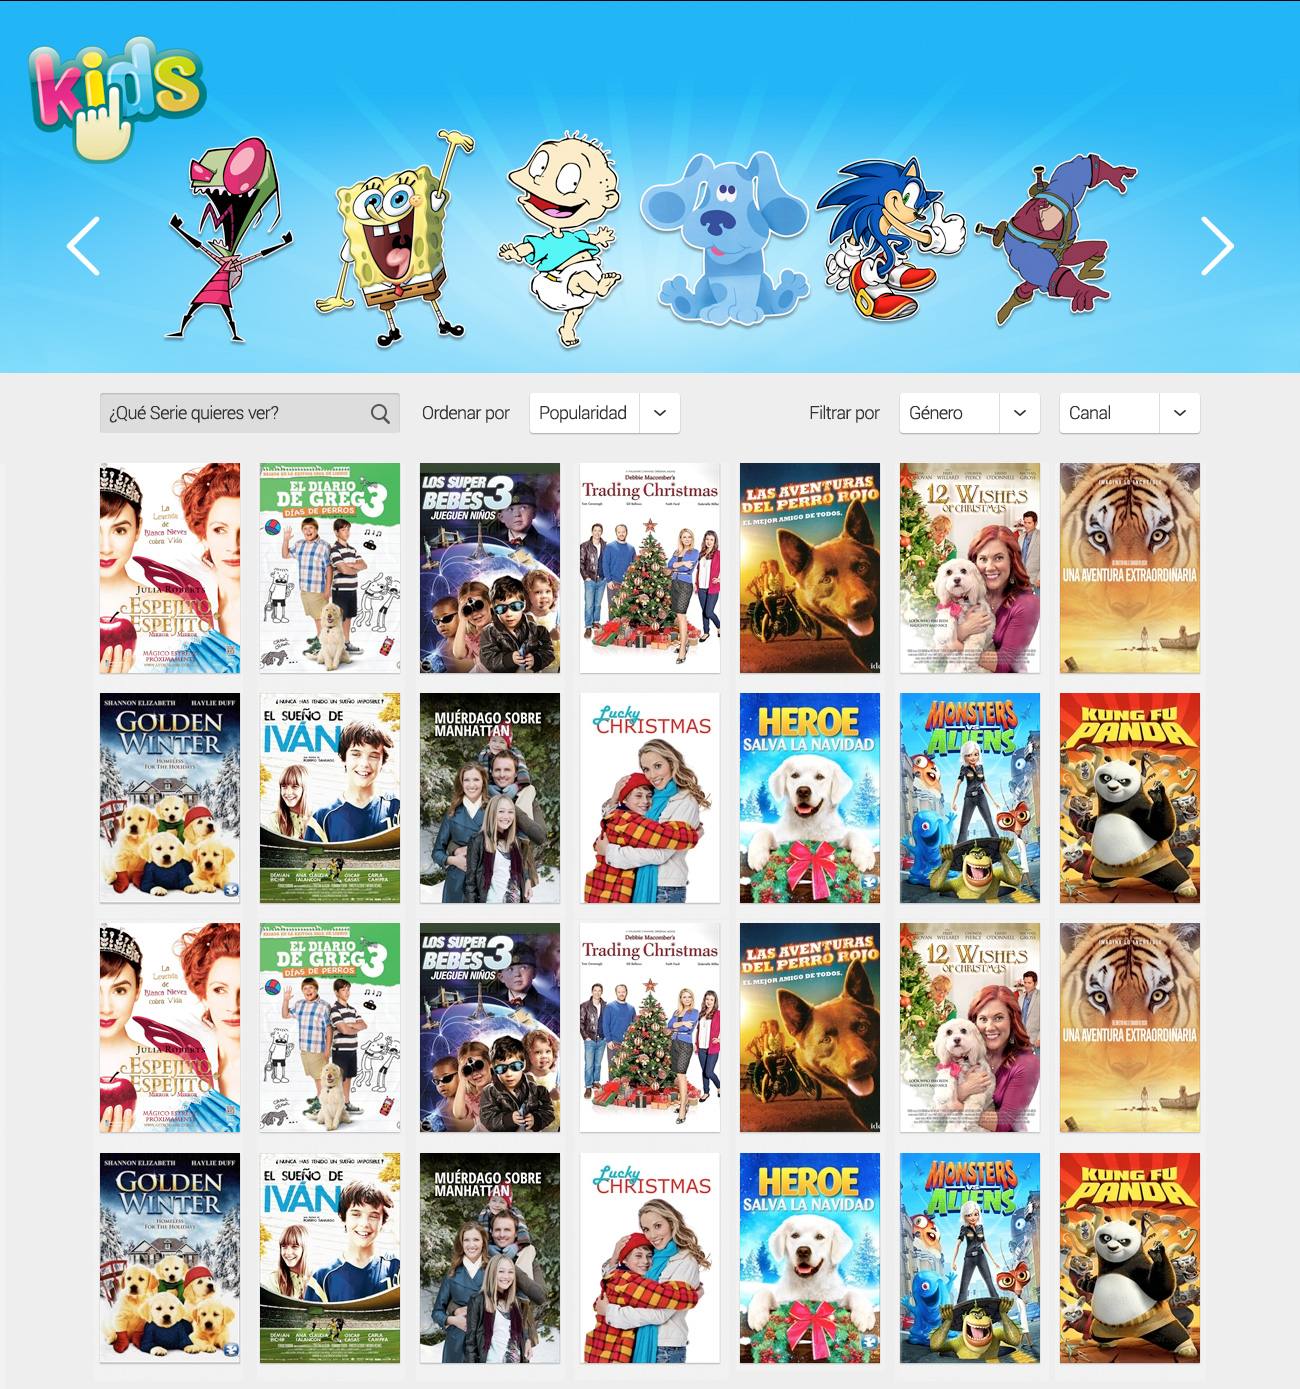 kids
¿Qué Serie quieres ver?
Ordenar por
Popularidad
Filtrar por
Género
Canal
La
Leyenda
de
Blanca Nieves
cobra Vida
Julia Roberts
Espejito
Espejito
Mirror Mirror
MÁGICO ESTRENO
PRÓXIMAMENTE
EL DIARIO
DE GREG 3
DÍAS DE PERROS
LOS SUPER
BEBÉS 3
JUEGUEN NIÑOS
Debbie Macomber's
Trading Christmas
LAS AVENTURAS
DEL PERRO ROJO
EL MEJOR AMIGO DE TODOS.
12 Wishes
of Christmas
IMAGINE LO INCREÍBLE
UNA AVENTURA EXTRAORDINARIA
SHANNON ELIZABETH HAYLIE DUFF
GOLDEN
WINTER
HOMELESS
FOR THE HOLIDAYS
¿NUNCA HAS TENIDO UN SUEÑO IMPOSIBLE?
EL SUEÑO DE
IVÁN
MUÉRDAGO SOBRE
MANHATTAN
Lucky
CHRISTMAS
HEROE
SALVA LA NAVIDAD
MONSTERS
VS
ALIENS
KUNG FU
PANDA
La
Leyenda
de
Blanca Nieves
cobra Vida
Julia Roberts
Espejito
Espejito
Mirror Mirror
MÁGICO ESTRENO
PRÓXIMAMENTE
EL DIARIO
DE GREG 3
DÍAS DE PERROS
LOS SUPER
BEBÉS 3
JUEGUEN NIÑOS
Debbie Macomber's
Trading Christmas
LAS AVENTURAS
DEL PERRO ROJO
EL MEJOR AMIGO DE TODOS.
12 Wishes
of Christmas
IMAGINE LO INCREÍBLE
UNA AVENTURA EXTRAORDINARIA
SHANNON ELIZABETH HAYLIE DUFF
GOLDEN
WINTER
HOMELESS
FOR THE HOLIDAYS
¿NUNCA HAS TENIDO UN SUEÑO IMPOSIBLE?
EL SUEÑO DE
IVÁN
MUÉRDAGO SOBRE
MANHATTAN
Lucky
CHRISTMAS
HEROE
SALVA LA NAVIDAD
MONSTERS
VS
ALIENS
KUNG FU
PANDA